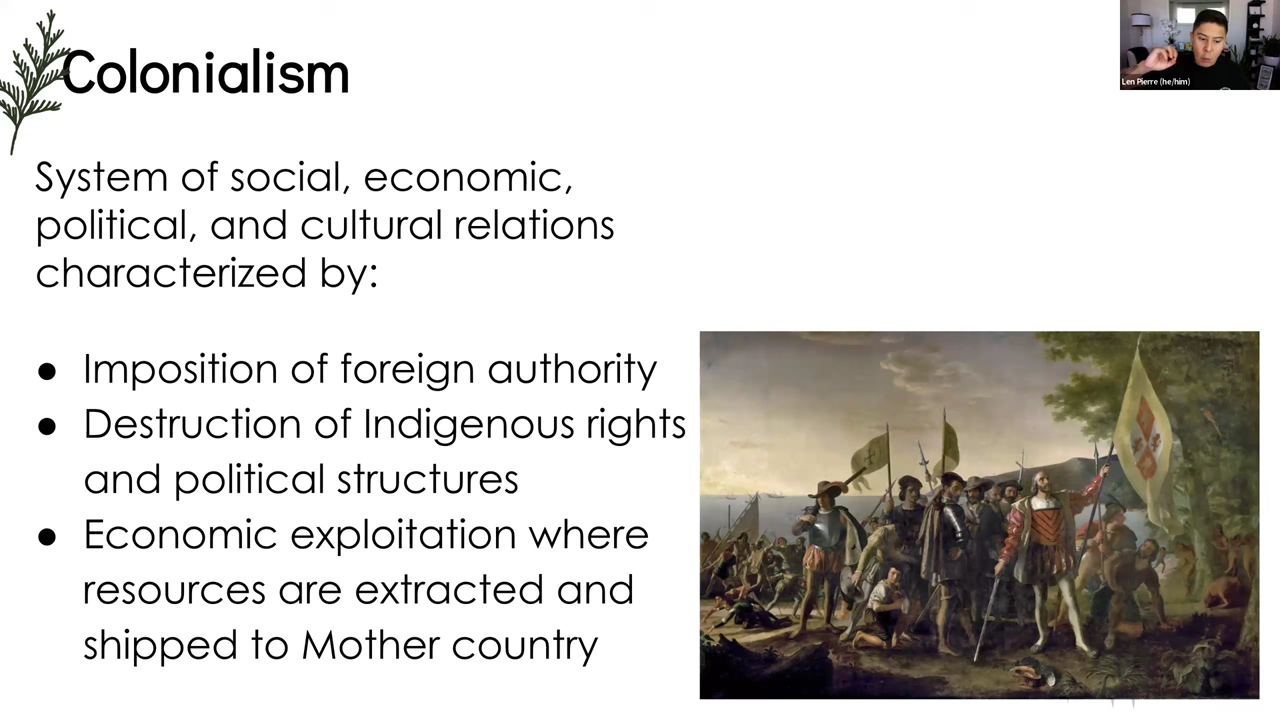 Colonialism
Len Pierre (he/him)
System of social, economic,
political, and cultural relations
characterized by:
● Imposition of foreign authority
● Destruction of Indigenous rights
and political structures
● Economic exploitation where
resources are extracted and
shipped to Mother country